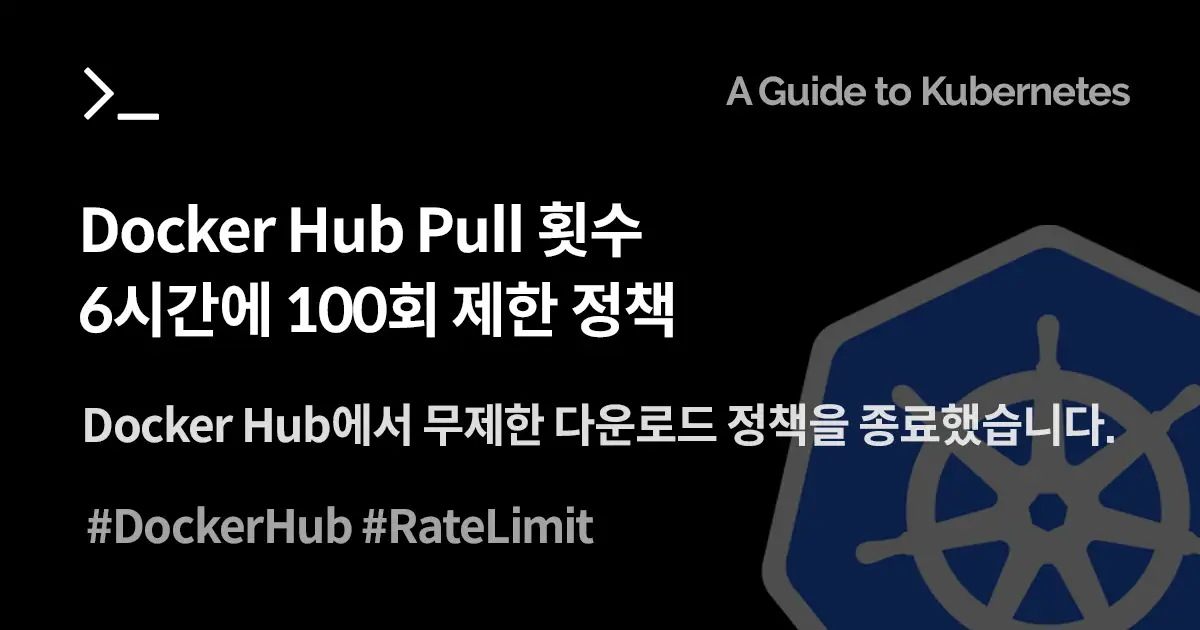 A Guide to Kubernetes
Docker Hub Pull 횟수
6시간에 100회 제한 정책
Docker Hub에서 무제한 다운로드 정책을 종료했습니다.
#DockerHub #RateLimit